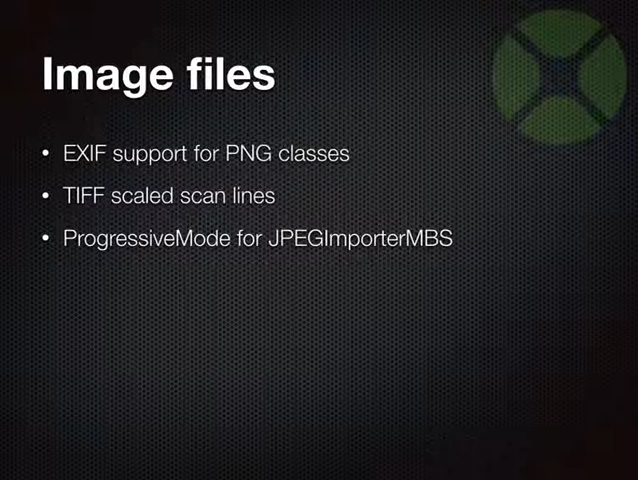 Image files
• EXIF support for PNG classes
• TIFF scaled scan lines
• ProgressiveMode for JPEGImporterMBS